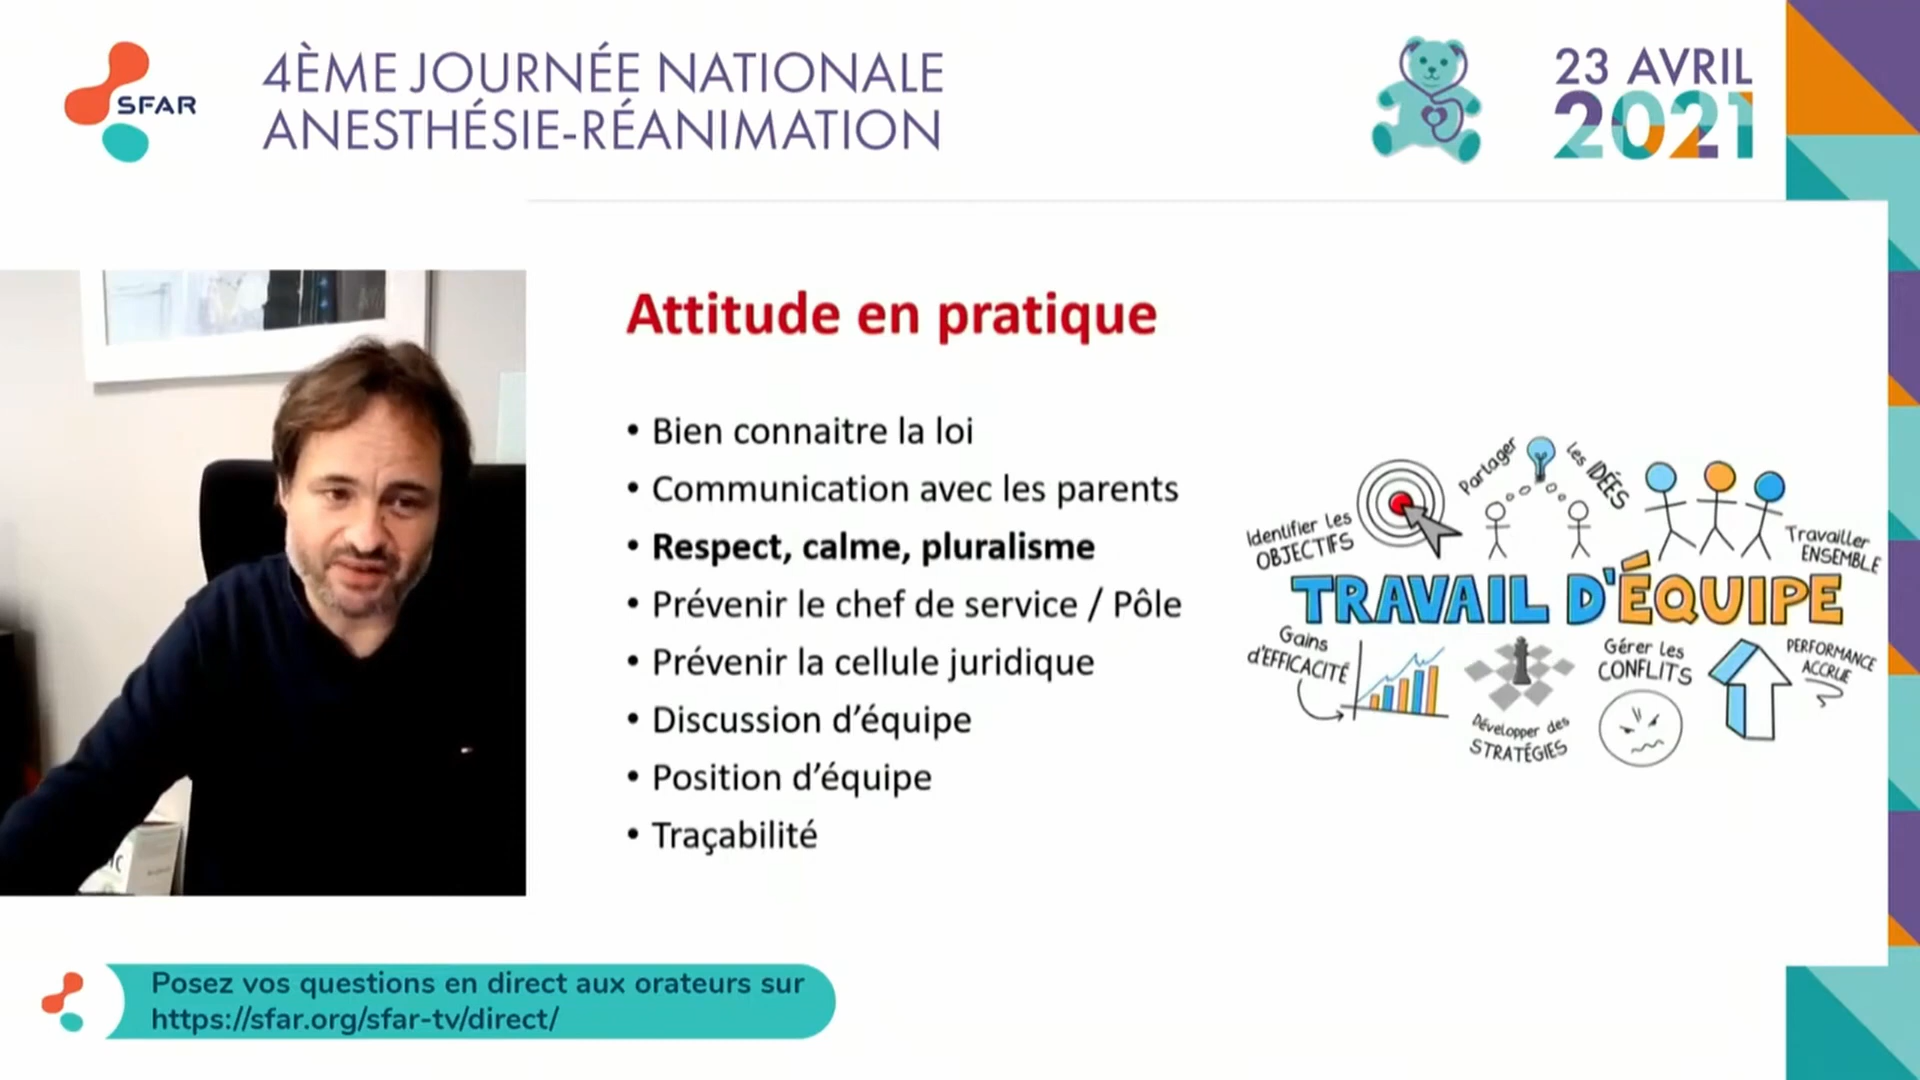 SFAR
4ÈME JOURNÉE NATIONALE
ANESTHÉSIE-RÉANIMATION
23 AVRIL
2021
Attitude en pratique
• Bien connaitre la loi
• Communication avec les parents
• Respect, calme, pluralisme
• Prévenir le chef de service / Pôle
• Prévenir la cellule juridique
• Discussion d’équipe
• Position d’équipe
• Traçabilité
Identifier les
OBJECTIFS
Partager
les IDÉES
Travailler
ENSEMBLE
TRAVAIL D'ÉQUIPE
Gains
d'EFFICACITÉ
Développer des
STRATÉGIES
Gérer les
CONFLITS
PERFORMANCE
ACCRUE
Posez vos questions en direct aux orateurs sur
https://sfar.org/sfar-tv/direct/